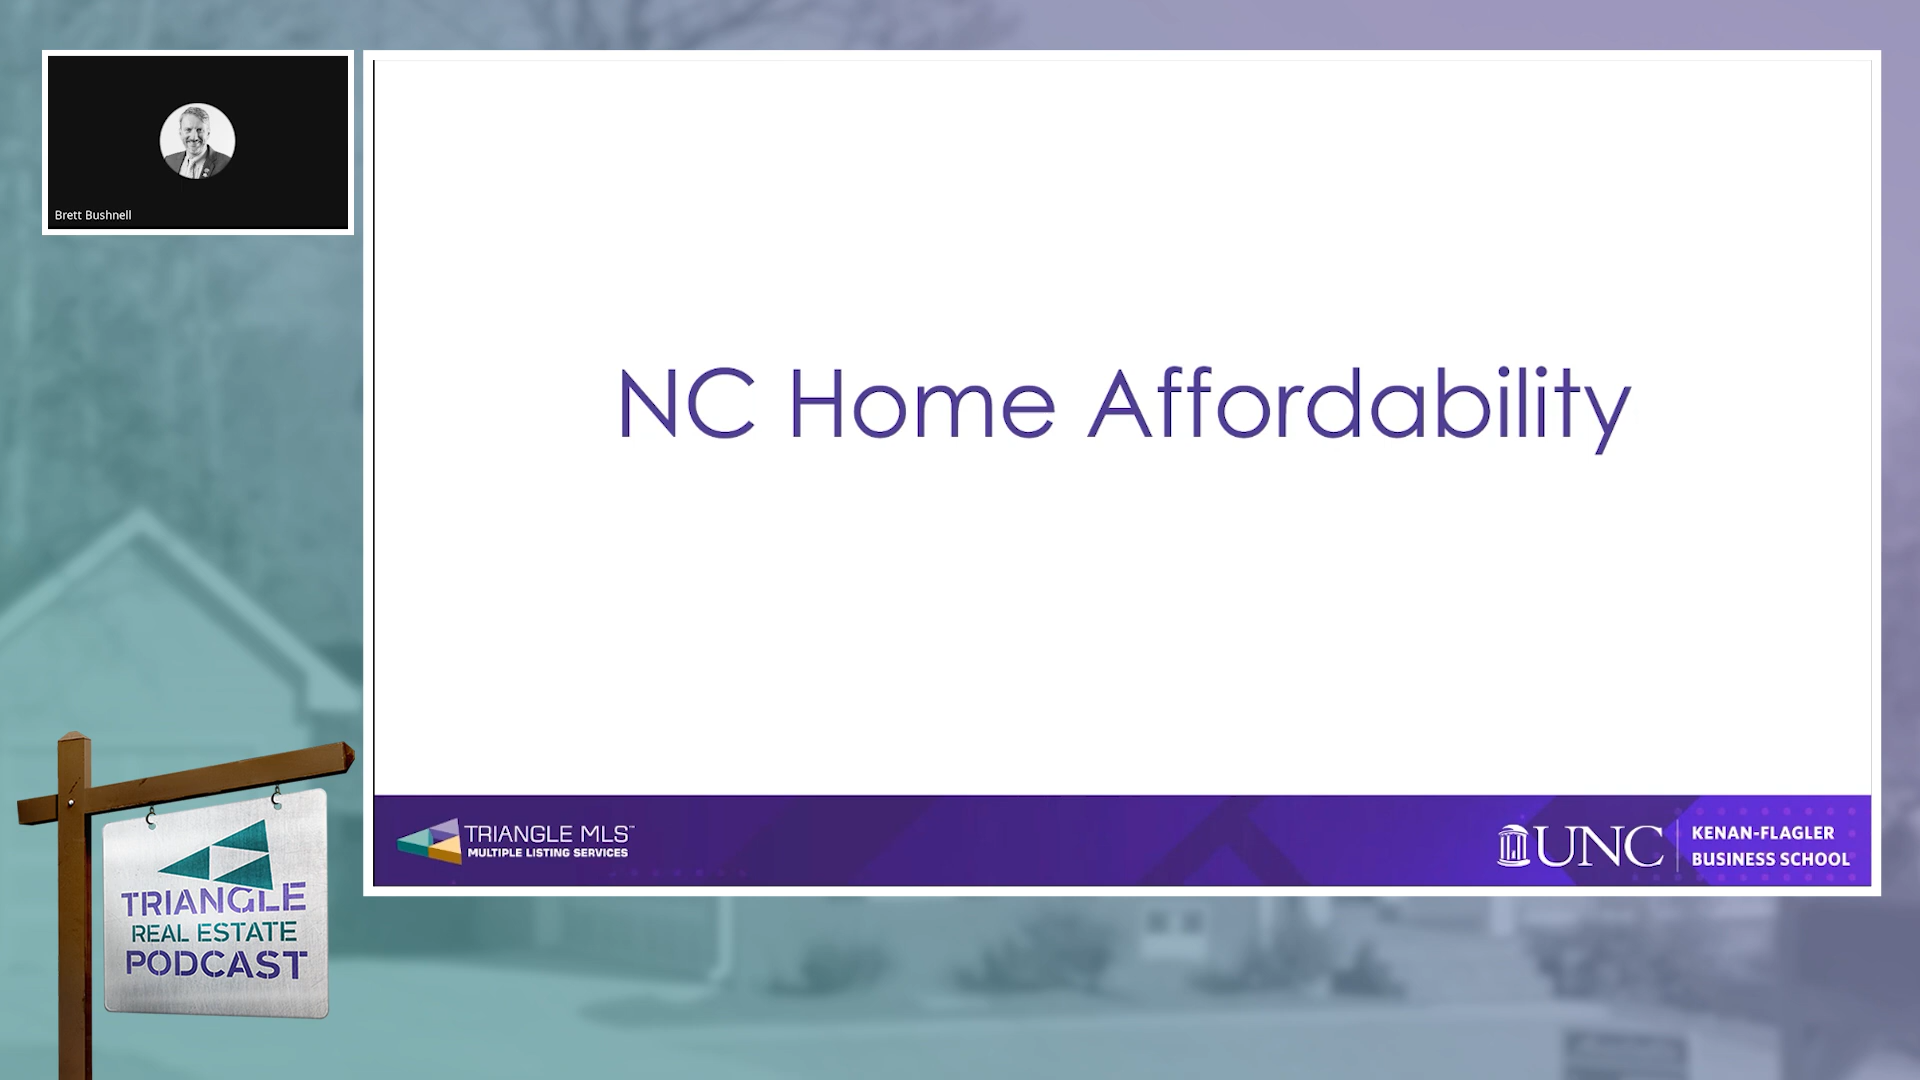 Brett Bushnell
NC Home Affordability
TRIANGLE MLS™
MULTIPLE LISTING SERVICES
UNC
KENAN-FLAGLER
BUSINESS SCHOOL
TRIANGLE
REAL ESTATE
PODCAST